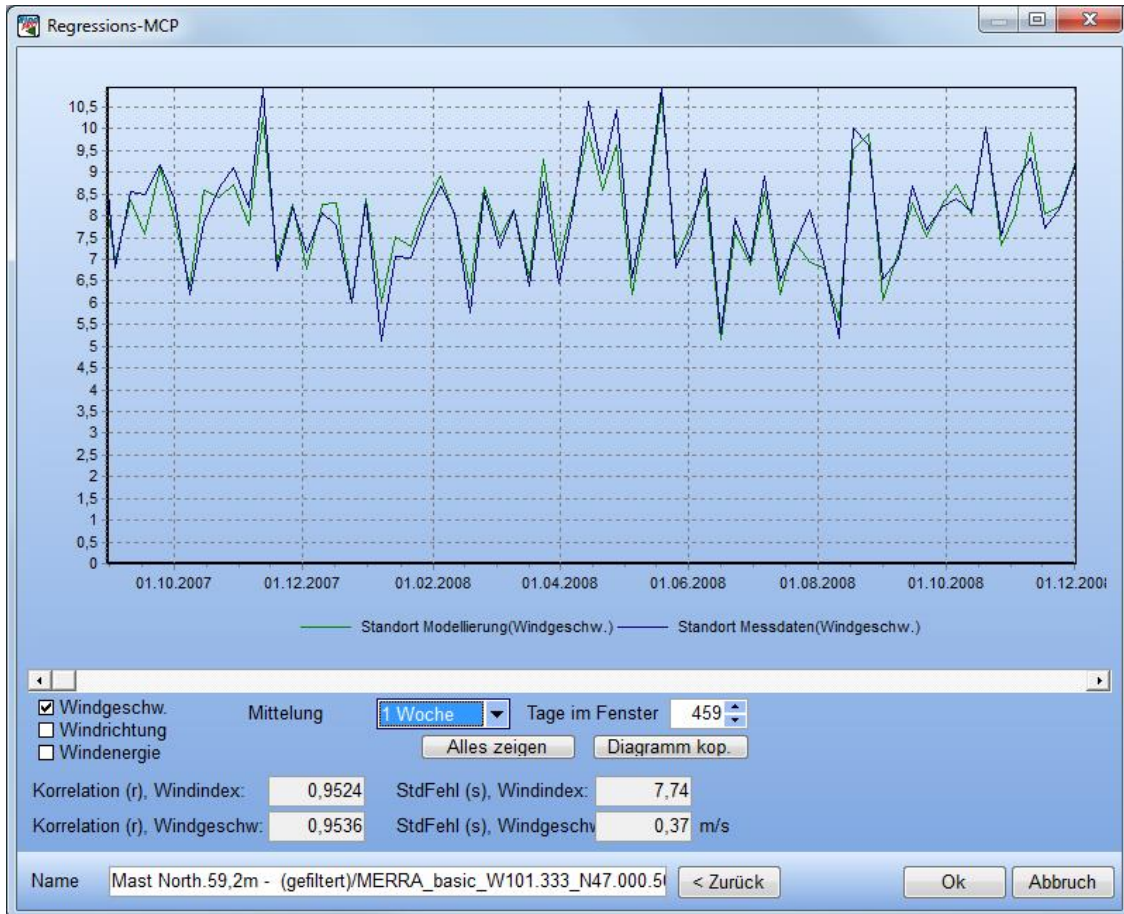 Regressions-MCP
10,5
10
9,5
9
8,5
8
7,5
7
6,5
6
5,5
5
4,5
4
3,5
3
2,5
2
1,5
1
0,5
0
01.10.2007 01.12.2007 01.02.2008 01.04.2008 01.06.2008 01.08.2008 01.10.2008 01.12.200
Standort Modellierung(Windgeschw.) Standort Messdaten(Windgeschw.)
Windgeschw. Mittelung 1 Woche Tage im Fenster 459
Windrichtung
Windenergie Alles zeigen Diagramm kop.
Korrelation (r), Windindex: 0,9524 StdFehl (s), Windindex: 7,74
Korrelation (r), Windgeschw: 0,9536 StdFehl (s), Windgeschw 0,37 m/s
Name Mast North.59,2m - (gefiltert)/MERRA_basic_W101.333_N47.000.5 < Zurück Ok Abbruch